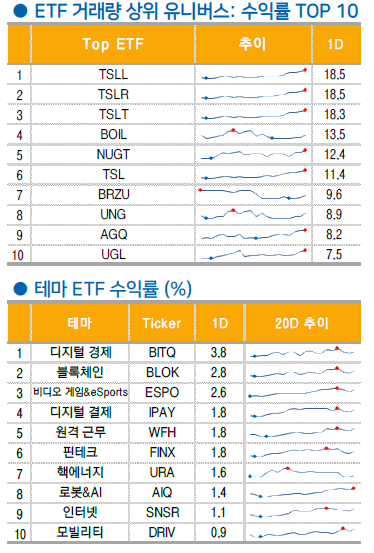 ● ETF 거래량 상위 유니버스: 수익률 TOP 10
Top ETF 추이 1D
1 TSLL 18.5
2 TSLR 18.5
3 TSLT 18.3
4 BOIL 13.5
5 NUGT 12.4
6 TSL 11.4
7 BRZU 9.6
8 UNG 8.9
9 AGQ 8.2
10 UGL 7.5
● 테마 ETF 수익률 (%)
테마 Ticker 1D 20D 추이
1 디지털 경제 BITQ 3.8
2 블록체인 BLOK 2.8
3 비디오 게임&eSports ESPO 2.6
4 디지털 결제 IPAY 1.8
5 원격 근무 WFH 1.8
6 핀테크 FINX 1.8
7 핵에너지 URA 1.6
8 로봇&AI AIQ 1.4
9 인터넷 SNSR 1.1
10 모빌리티 DRIV 0.9